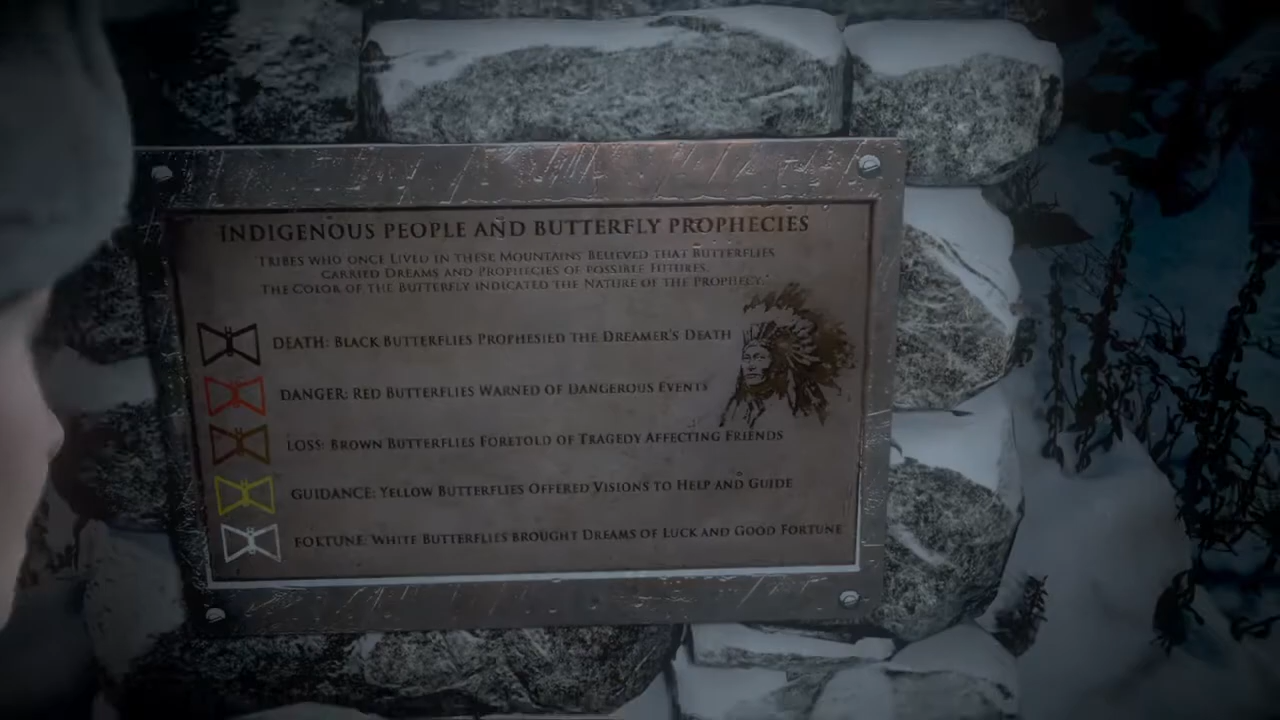 INDIGENOUS PEOPLE AND BUTTERFLY PROPHECIES
"TRIBES WHO ONCE LIVED IN THESE MOUNTAINS BELIEVED THAT BUTTERFLIES
CARRIED DREAMS AND PROPHECIES OF POSSIBLE FUTURES.
THE COLOR OF THE BUTTERFLY INDICATED THE NATURE OF THE PROPHECY."
DEATH: BLACK BUTTERFLIES PROPHESIED THE DREAMER'S DEATH
DANGER: RED BUTTERFLIES WARNED OF DANGEROUS EVENTS
LOSS: BROWN BUTTERFLIES FORETOLD OF TRAGEDY AFFECTING FRIENDS
GUIDANCE: YELLOW BUTTERFLIES OFFERED VISIONS TO HELP AND GUIDE
FORTUNE: WHITE BUTTERFLIES BROUGHT DREAMS OF LUCK AND GOOD FORTUNE